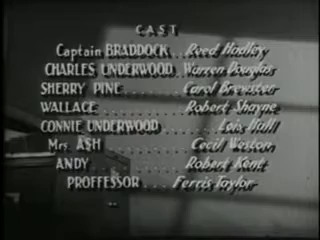 CAST
Captain BRADDOCK....Reed Hadley
CHARLES UNDERWOOD..Warren Douglas
SHERRY PINE.......Carol Brewster
WALLACE..........Robert Shayne
CONNIE UNDERWOOD.......Lois Hall
Mrs. ASH..........Cecil Weston
ANDY............Robert Kent
PROFFESSOR....Ferris Taylor